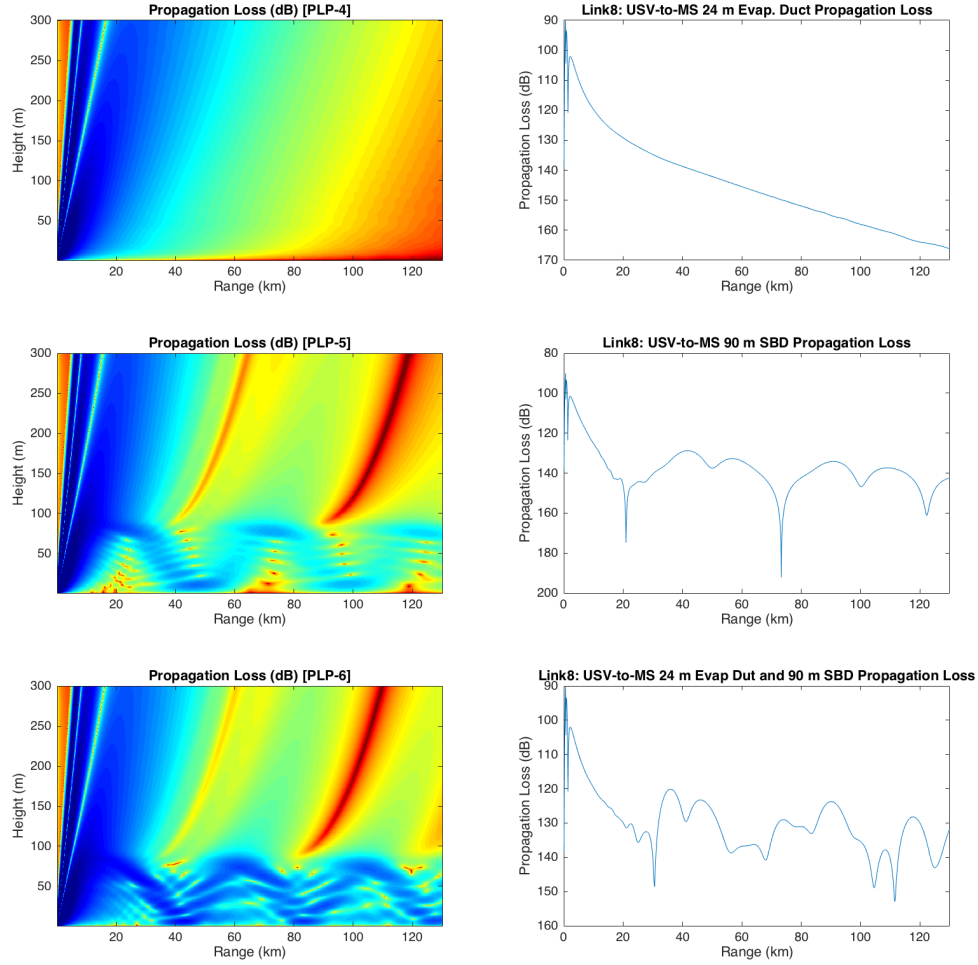 Propagation Loss (dB) [PLP-4]
Height (m)
300
250
200
150
100
50
20 40 60 80 100 120
Range (km)
Link8: USV-to-MS 24 m Evap. Duct Propagation Loss
Propagation Loss (dB)
90
100
110
120
130
140
150
160
170
0 20 40 60 80 100 120
Range (km)
Propagation Loss (dB) [PLP-5]
Height (m)
300
250
200
150
100
50
20 40 60 80 100 120
Range (km)
Link8: USV-to-MS 90 m SBD Propagation Loss
Propagation Loss (dB)
80
100
120
140
160
180
200
0 20 40 60 80 100 120
Range (km)
Propagation Loss (dB) [PLP-6]
Height (m)
300
250
200
150
100
50
20 40 60 80 100 120
Range (km)
Link8: USV-to-MS 24 m Evap Dut and 90 m SBD Propagation Loss
Propagation Loss (dB)
90
100
110
120
130
140
150
160
0 20 40 60 80 100 120
Range (km)